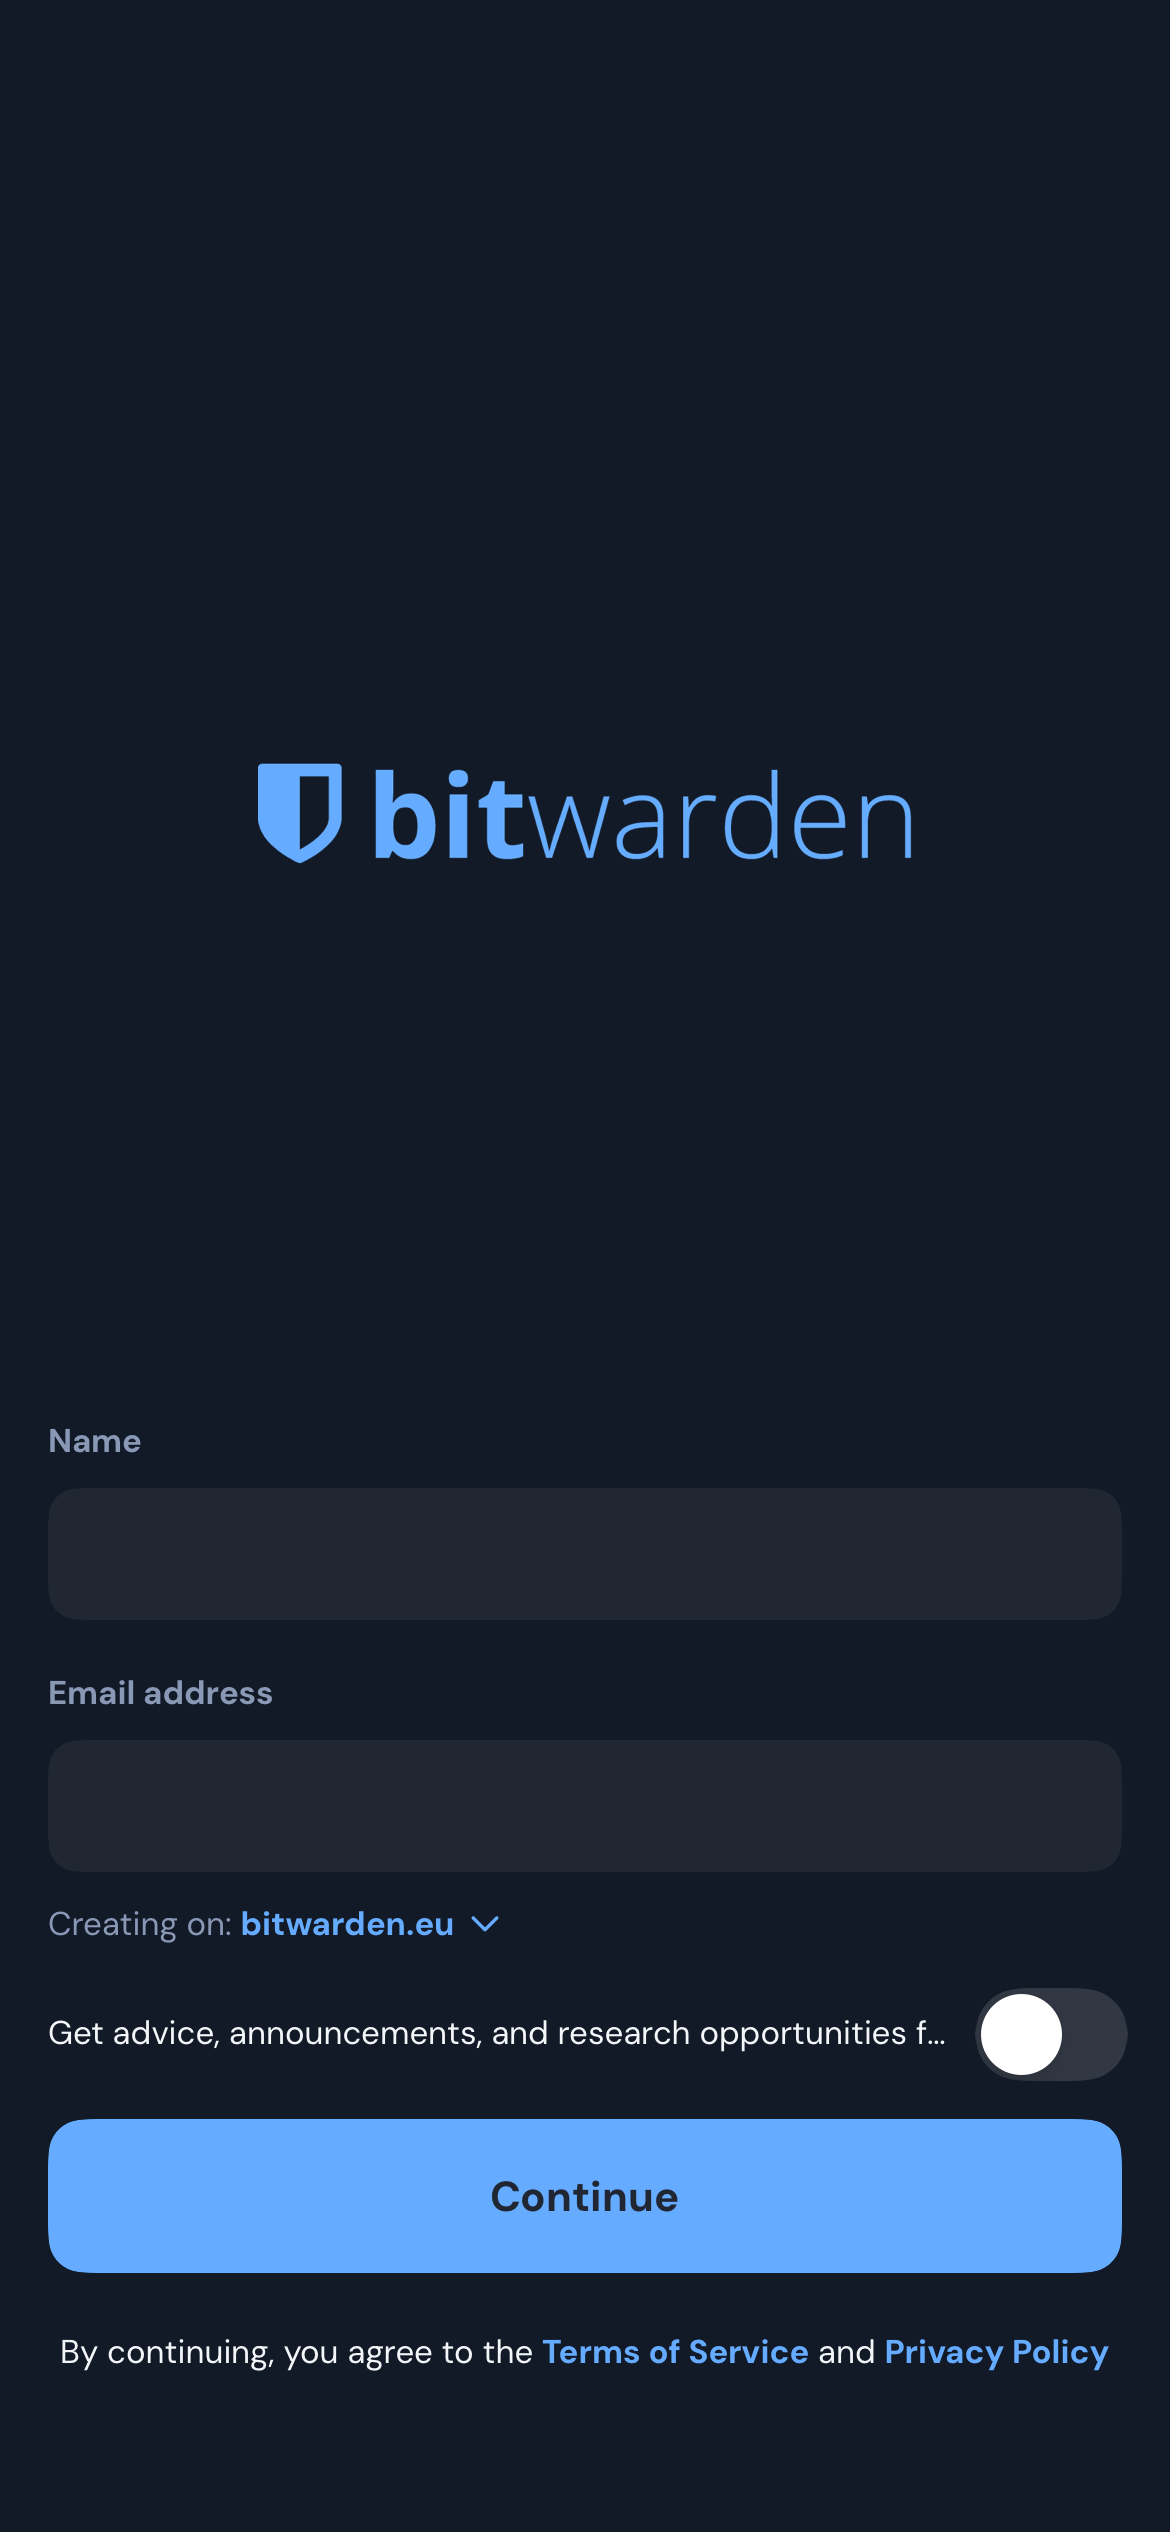 bitwarden
Name
Email address
Creating on: bitwarden.eu
Get advice, announcements, and research opportunities f...
Continue
By continuing, you agree to the Terms of Service and Privacy Policy